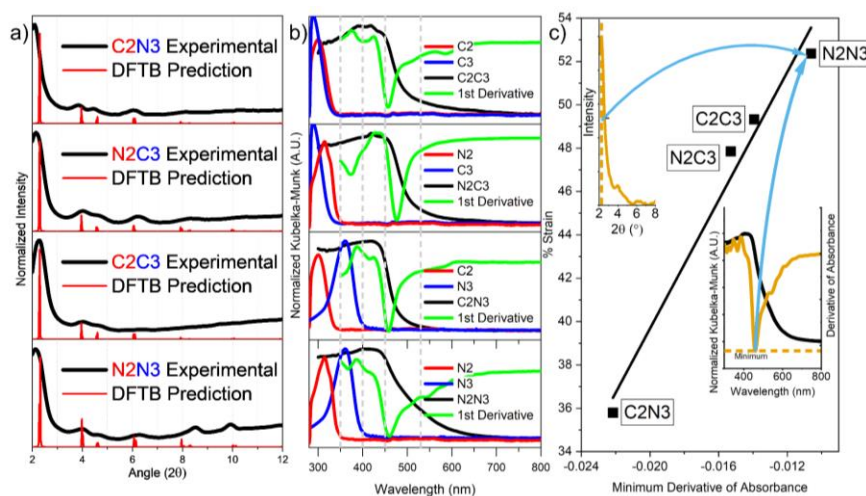 a)
C2N3 Experimental
DFTB Prediction
N2C3 Experimental
DFTB Prediction
C2C3 Experimental
DFTB Prediction
N2N3 Experimental
DFTB Prediction
Normalized Intensity
2 4 6 8 10 12
Angle (2θ)
b)
C2
C3
C2C3
1st Derivative
N2
C3
N2C3
1st Derivative
C2
N3
C2N3
1st Derivative
N2
N3
N2N3
1st Derivative
Normalized Kubelka-Munk (A.U.)
300 400 500 600 700 800
Wavelength (nm)
c)
54
52
50
48
46
44
42
40
38
36
34
% Strain
N2N3
C2C3
N2C3
C2N3
Intensity
2 4 6 8
2θ (°)
Normalized Kubelka-Munk (A.U.)
Derivative of Absorbance
Minimum
400 600 800
Wavelength (nm)
-0.024 -0.020 -0.016 -0.012
Minimum Derivative of Absorbance